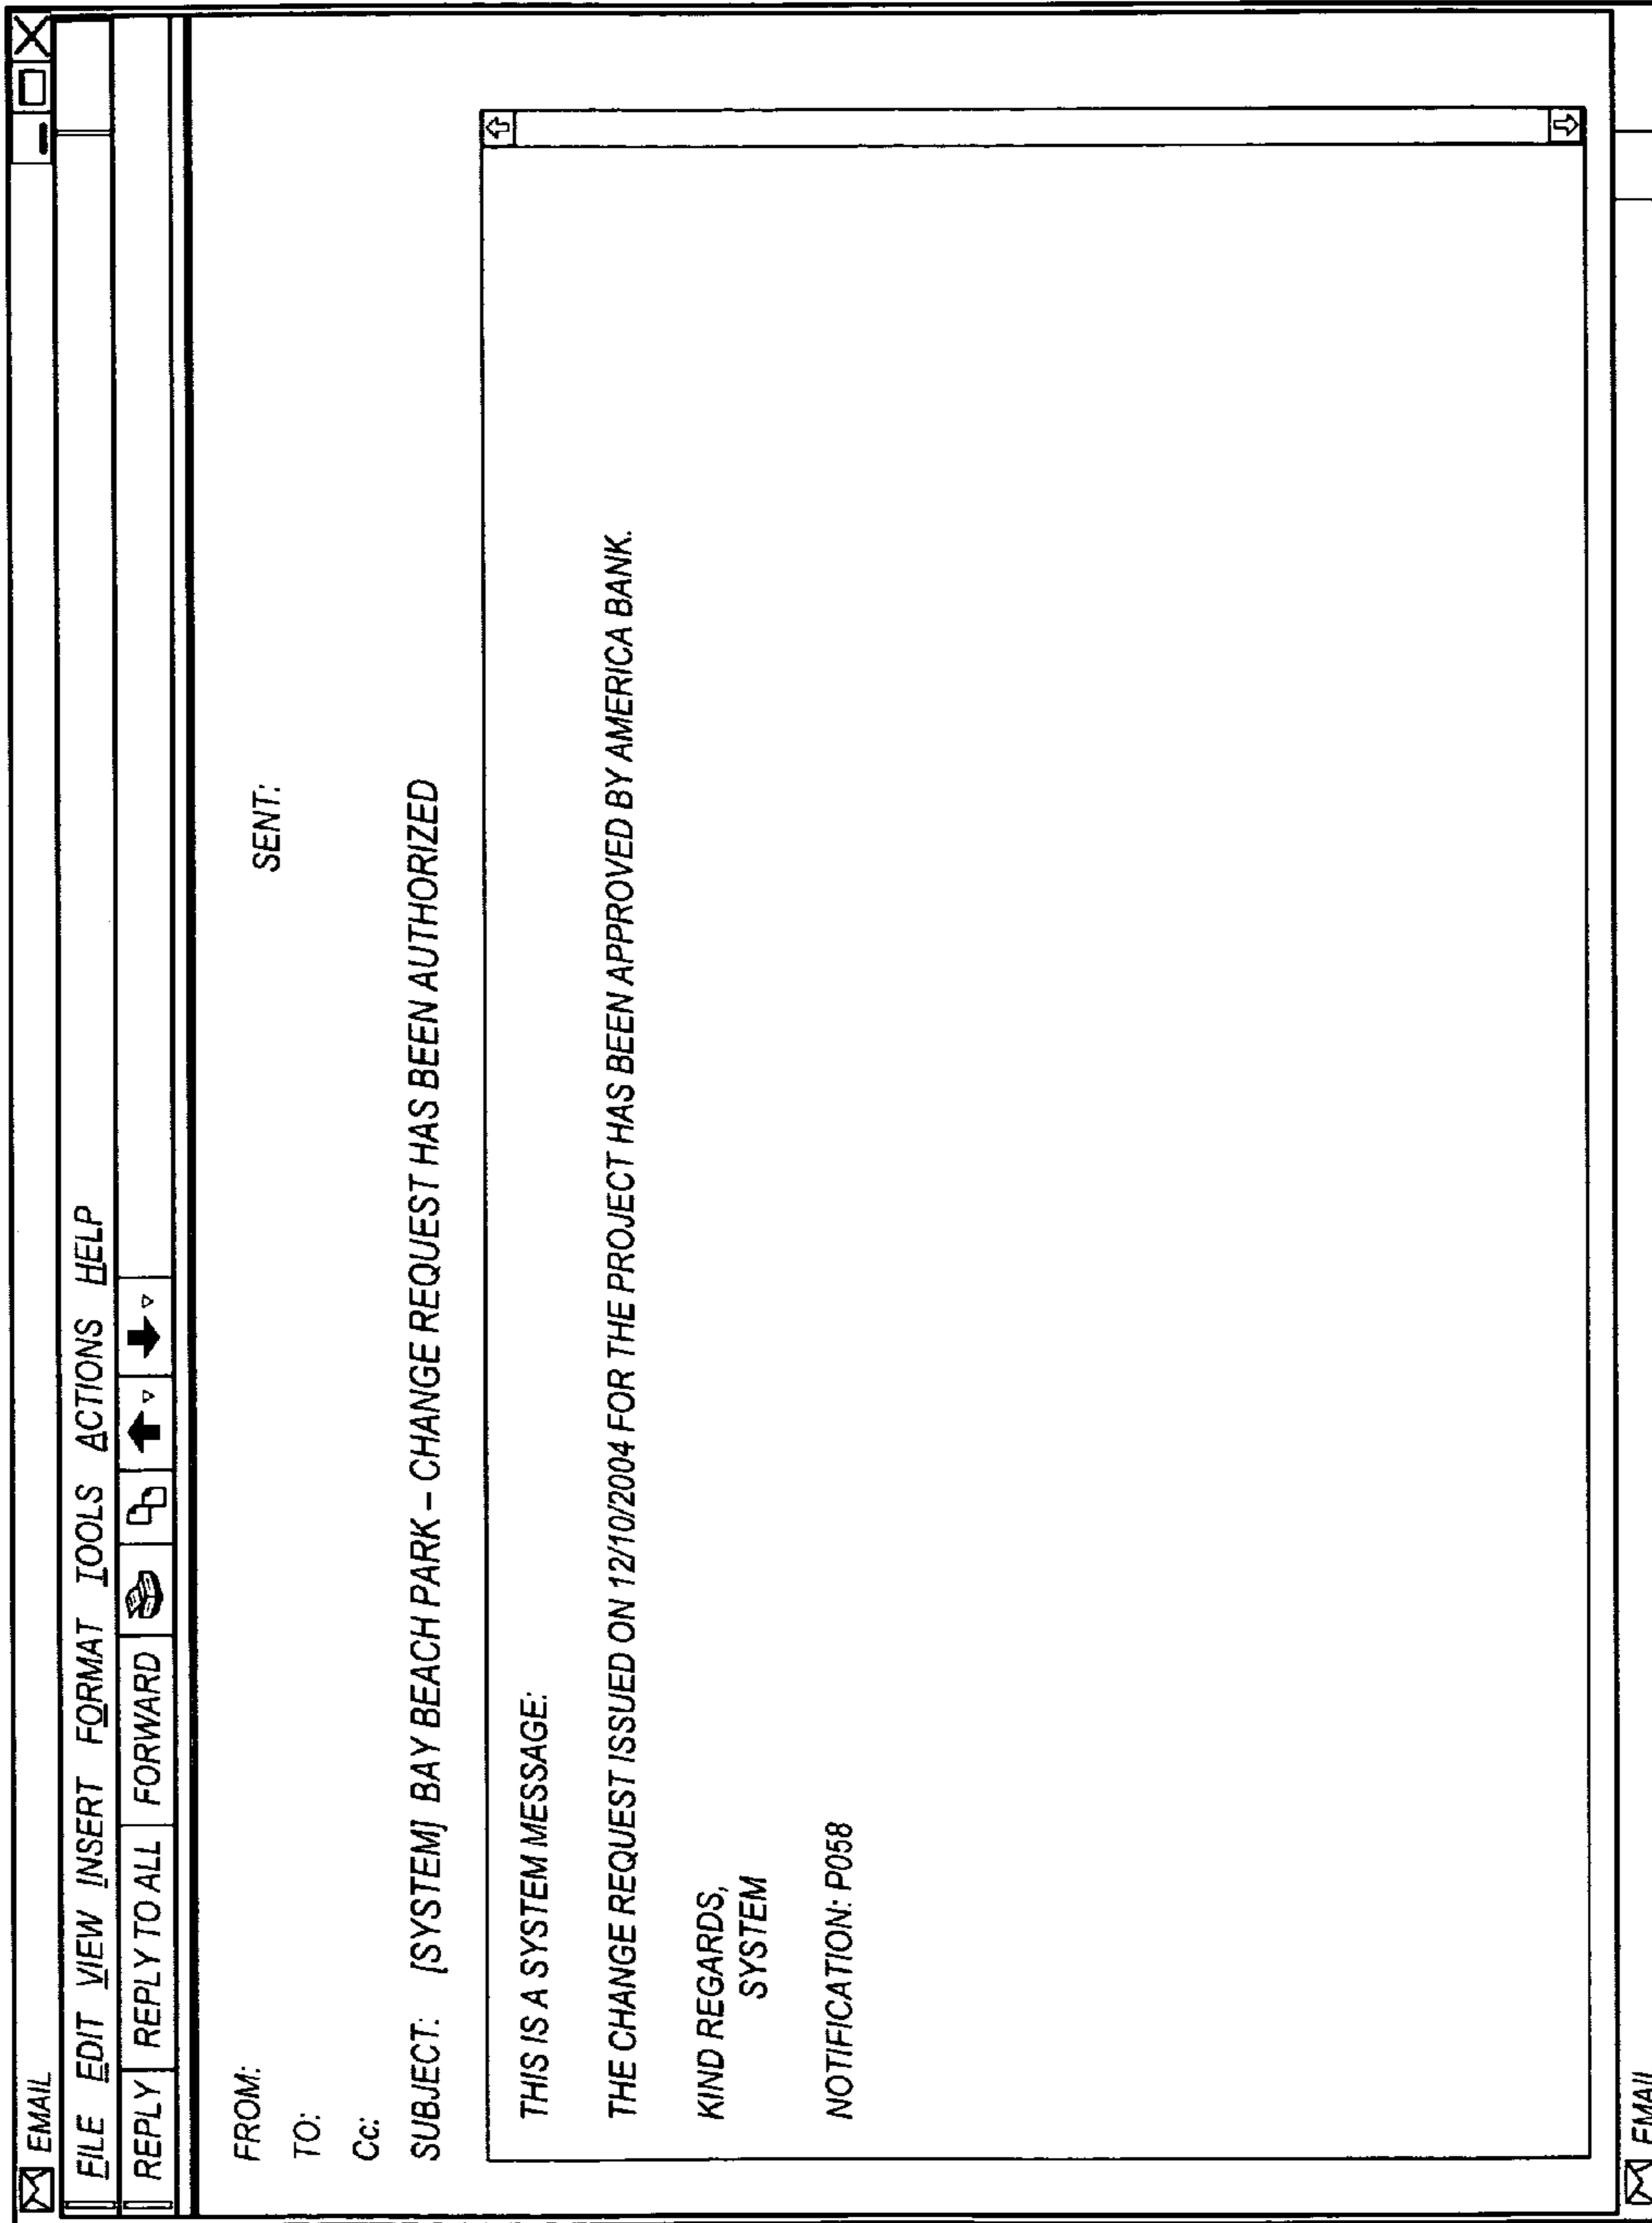 EMAIL
FILE EDIT VIEW INSERT FORMAT TOOLS ACTIONS HELP
REPLY REPLY TO ALL FORWARD
FROM: SENT:
TO:
Cc:
SUBJECT: [SYSTEM] BAY BEACH PARK – CHANGE REQUEST HAS BEEN AUTHORIZED
THIS IS A SYSTEM MESSAGE:
THE CHANGE REQUEST ISSUED ON 12/10/2004 FOR THE PROJECT HAS BEEN APPROVED BY AMERICA BANK.
KIND REGARDS,
SYSTEM
NOTIFICATION: P058
EMAIL